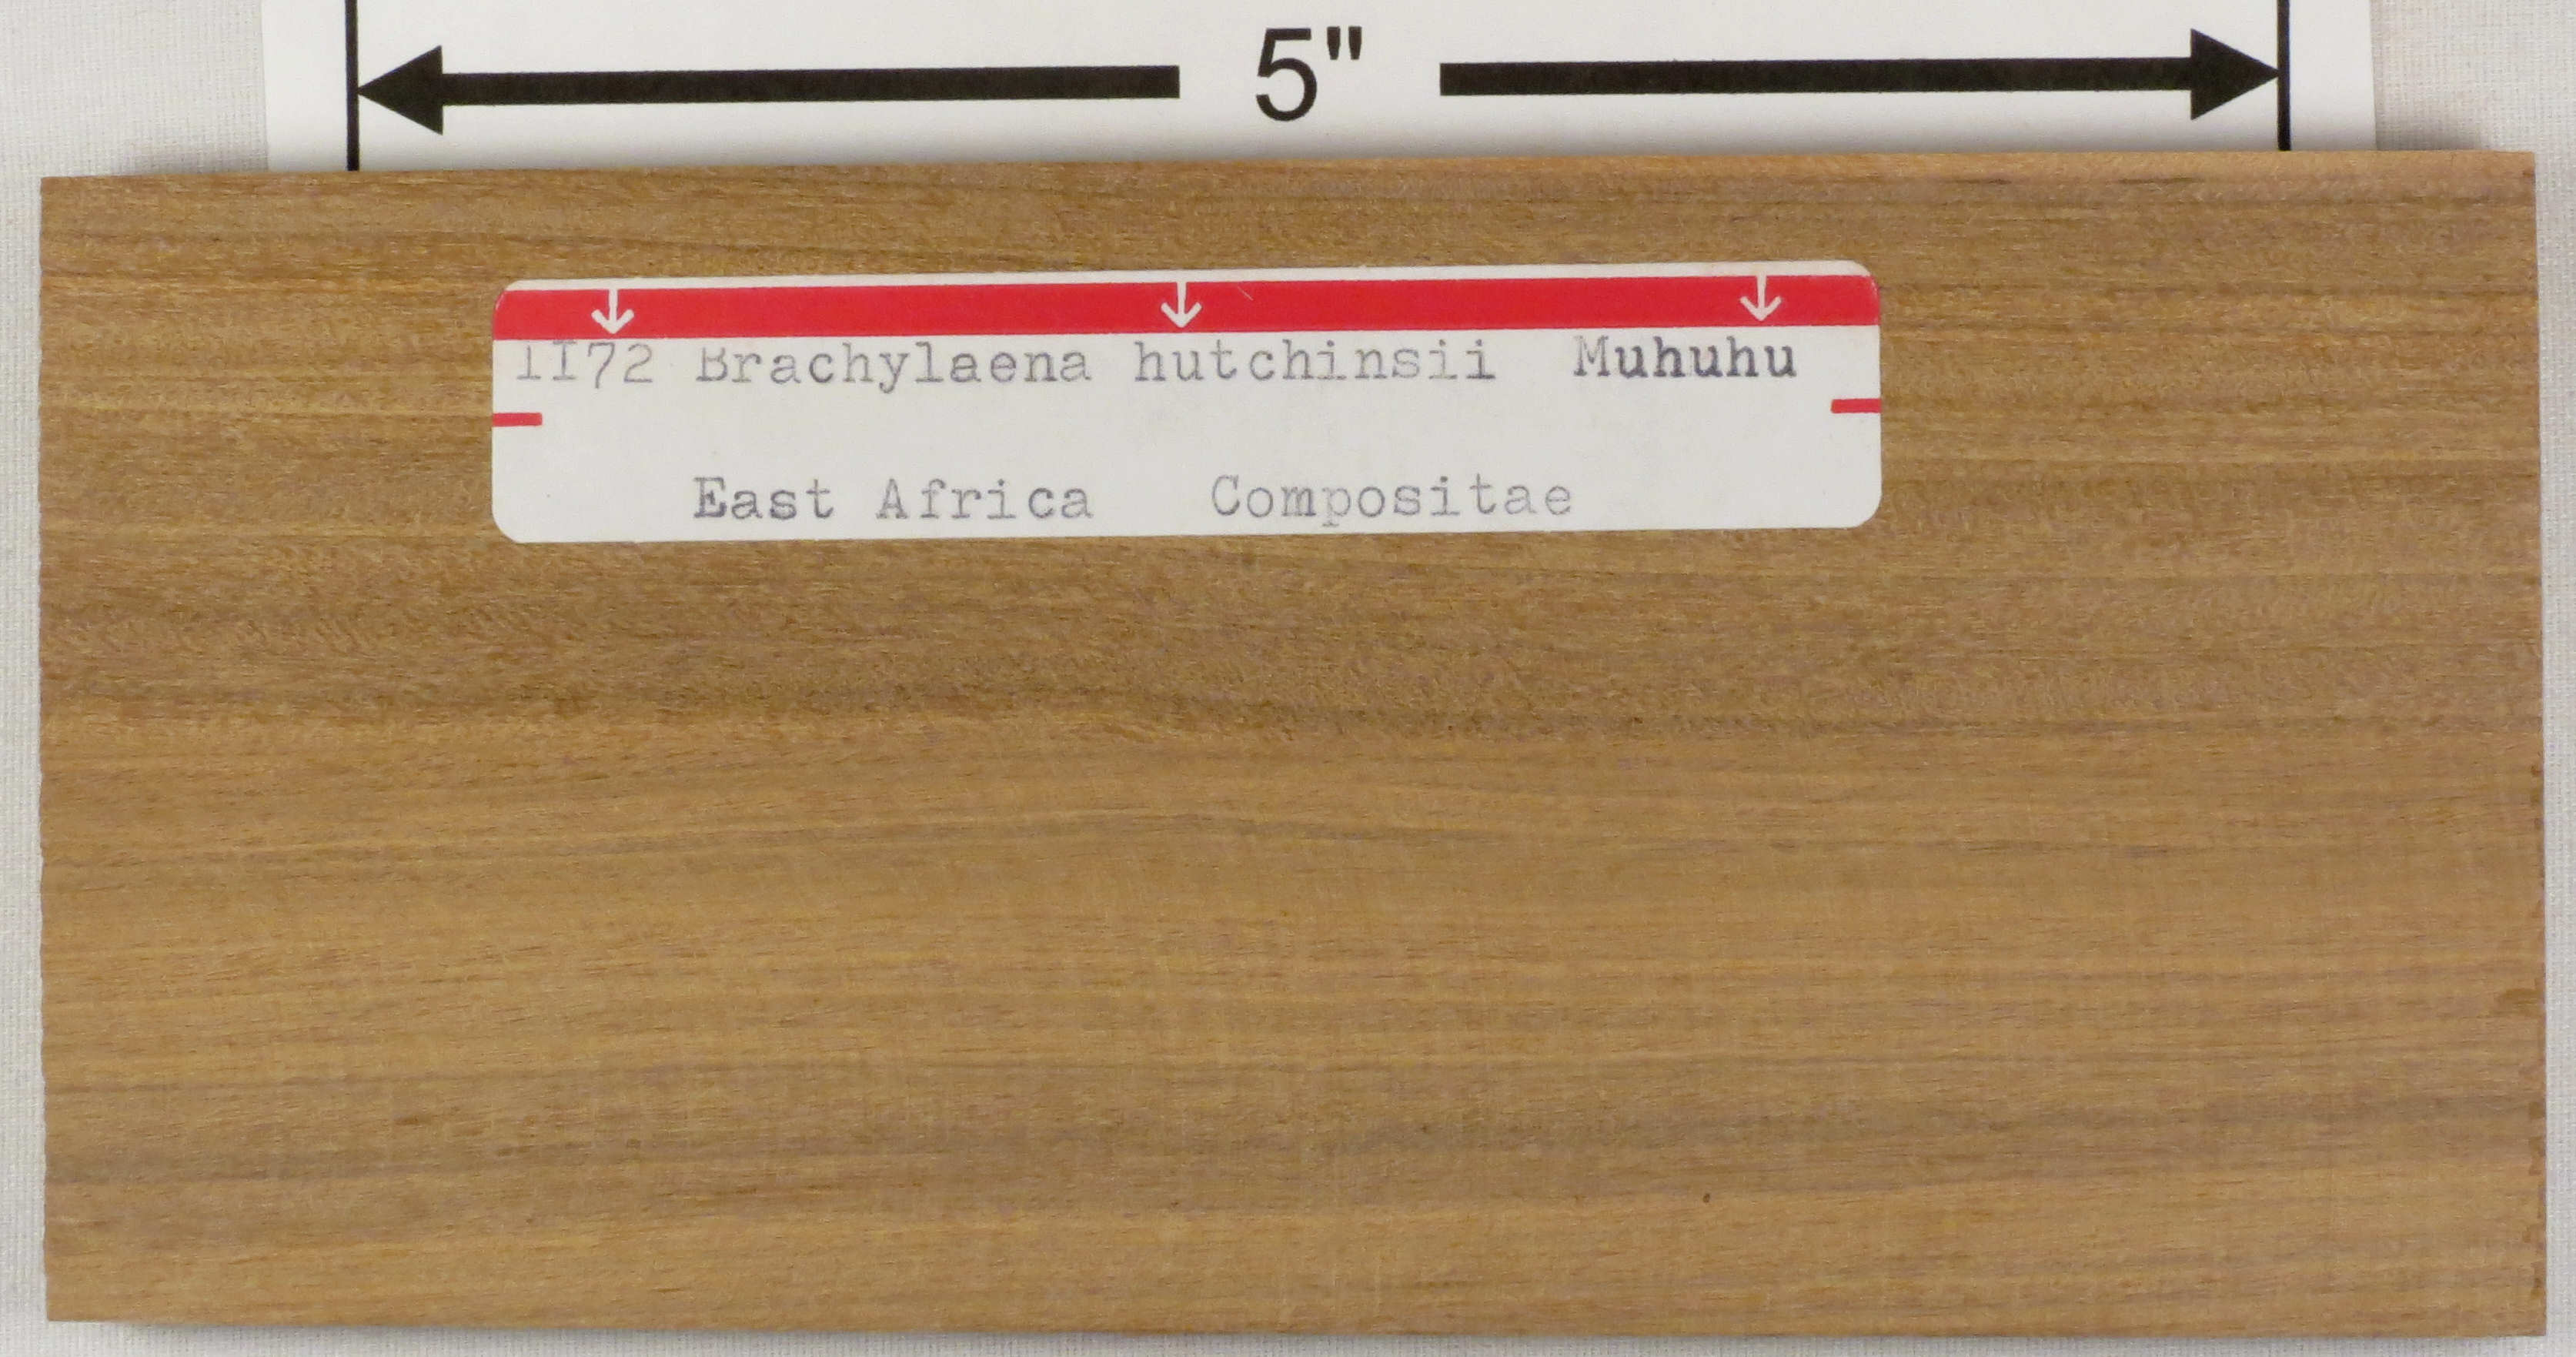 5"
1172 Brachylaena hutchinsii Muhuhu
East Africa Compositae